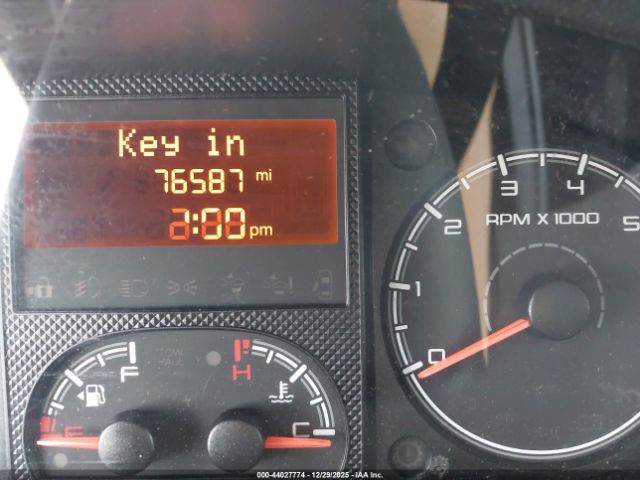 Key in
76587 mi
2:00 pm
RPM X 1000
0 1 2 3 4 5
F H
E C
000-44027774 - 12/29/2025 - ©2025 IAA, Inc.